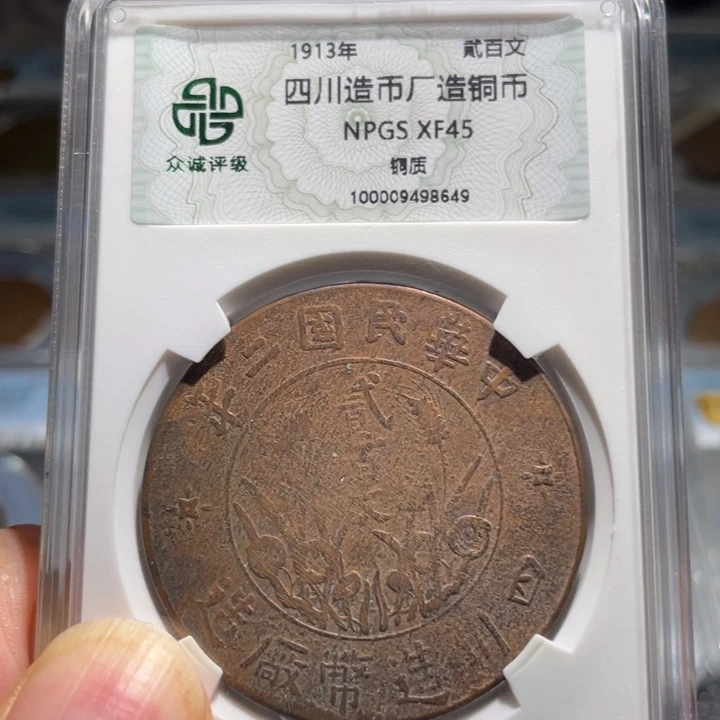 1913年 貳百文
四川造币厂造铜币
NPGS XF45
众诚评级 铜质
100009498649
中華民國二年
貳百文
四川造幣廠造